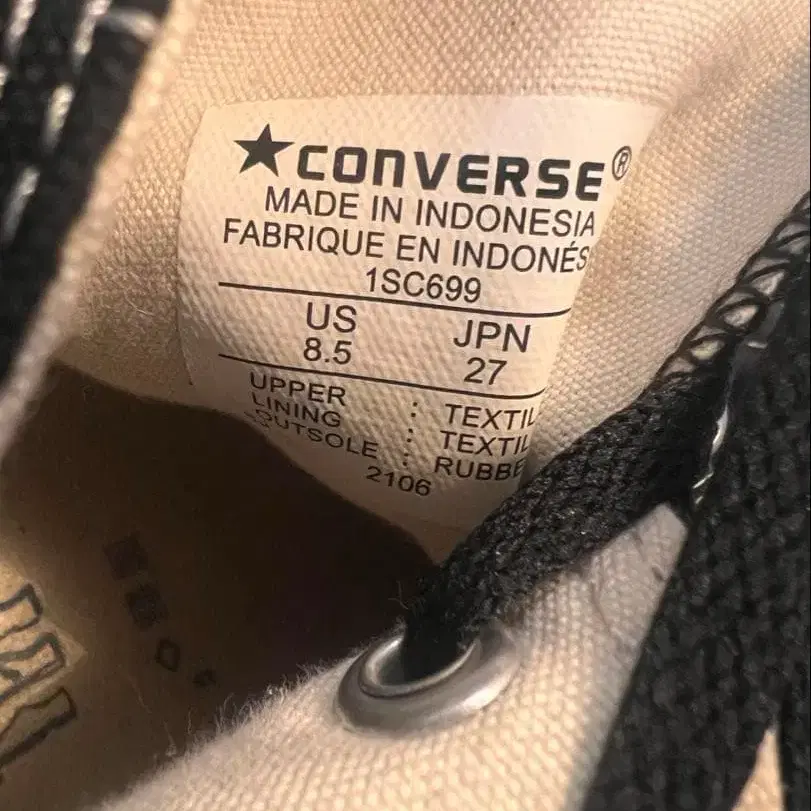 ★CONVERSE®
MADE IN INDONESIA
FABRIQUE EN INDONÉS
1SC699
US JPN
8.5 27
UPPER : TEXTIL
LINING : TEXTIL
OUTSOLE : RUBBE
2106